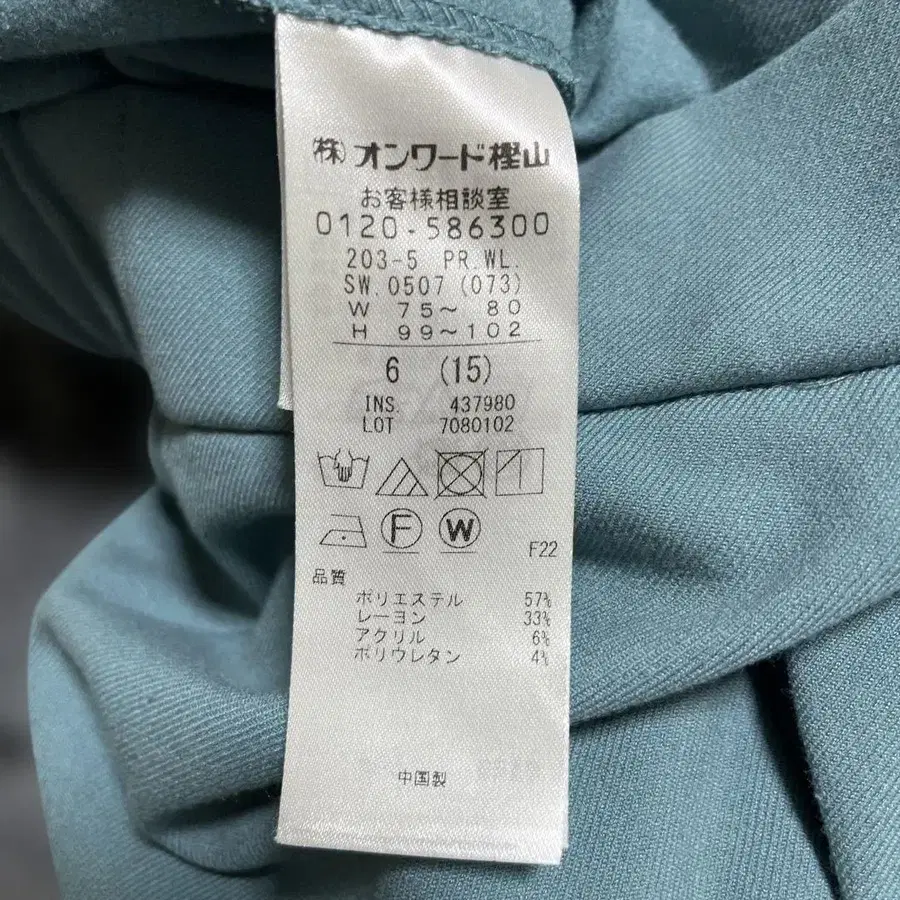 (株)オンワード樫山
お客様相談室
0120-586300
203-5 PR.WL.
SW.0507(073)
W 75～ 80
H 99～102
6 (15)
INS. 437980
LOT 7080102
F W
F22
品質
ポリエステル 57%
レーヨン 33%
アクリル 6%
ポリウレタン 4%
中国製